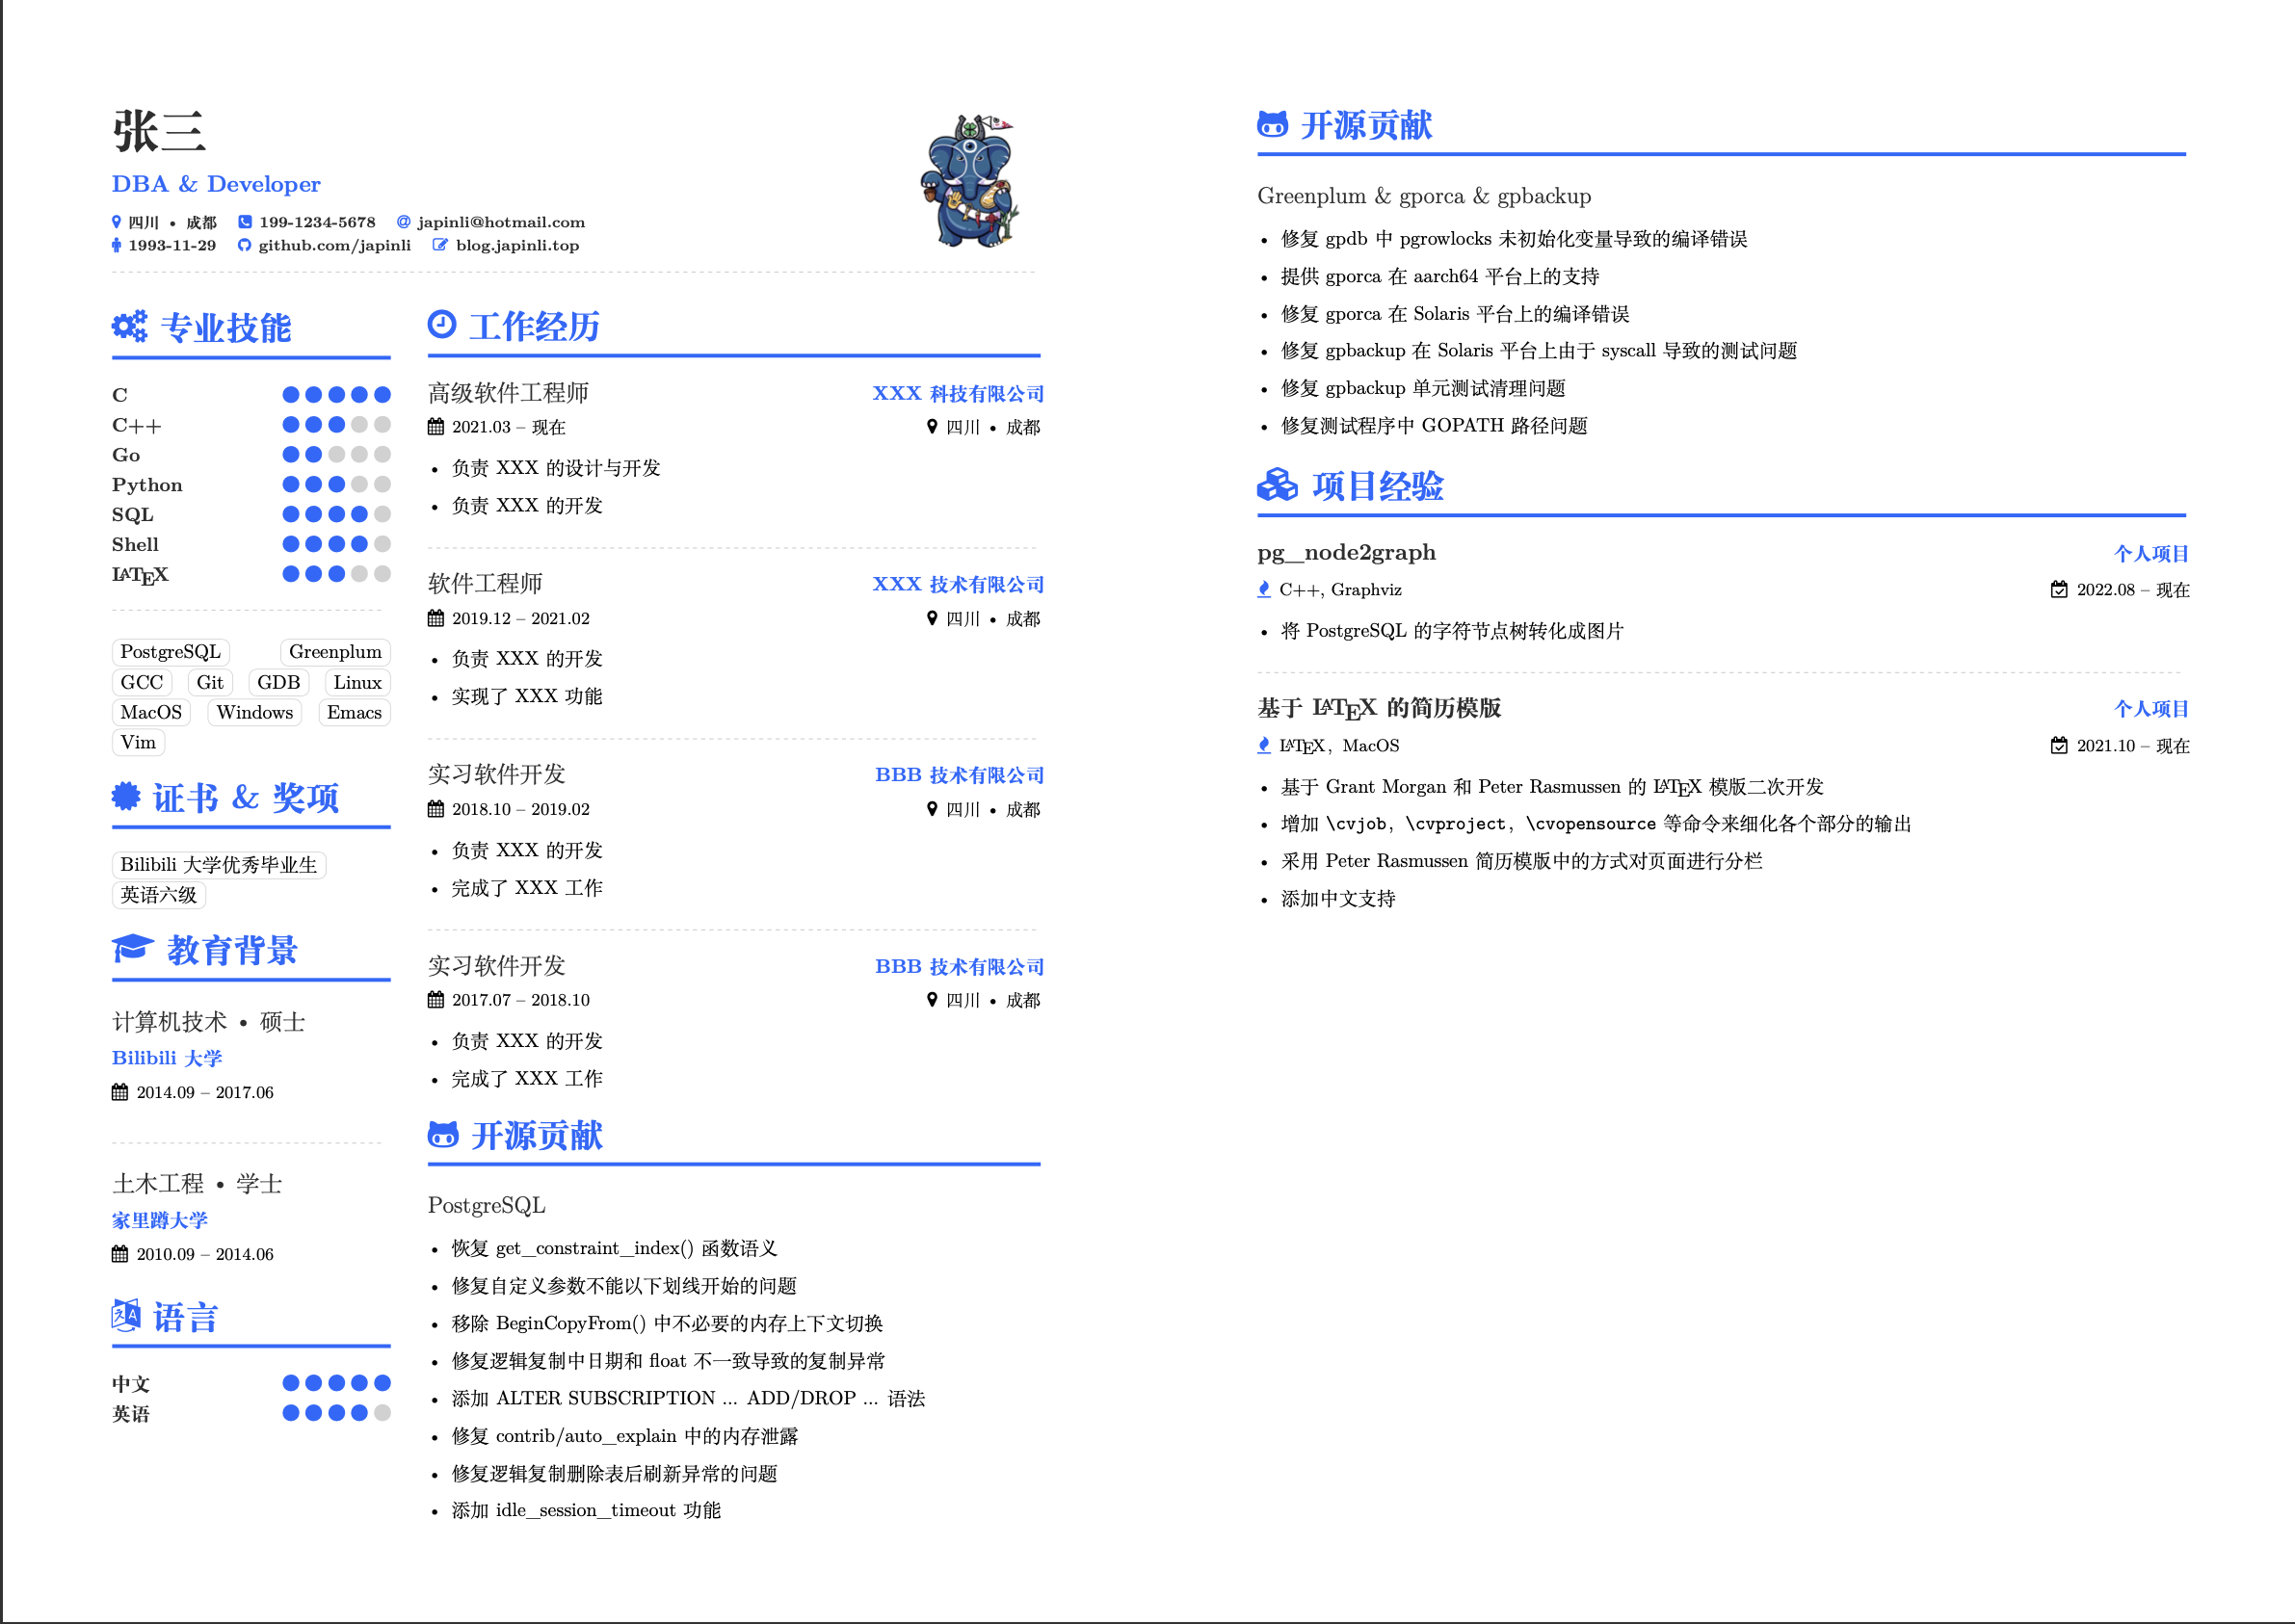 张三
DBA & Developer
四川 • 成都 199-1234-5678 @ japinli@hotmail.com
1993-11-29 github.com/japinli blog.japinli.top
专业技能
C
C++
Go
Python
SQL
Shell
LATEX
PostgreSQL Greenplum
GCC Git GDB Linux
MacOS Windows Emacs
Vim
证书 & 奖项
Bilibili 大学优秀毕业生
英语六级
教育背景
计算机技术 • 硕士
Bilibili 大学
2014.09 – 2017.06
土木工程 • 学士
家里蹲大学
2010.09 – 2014.06
语言
中文
英语
工作经历
高级软件工程师 XXX 科技有限公司
2021.03 – 现在 四川 • 成都
• 负责 XXX 的设计与开发
• 负责 XXX 的开发
软件工程师 XXX 技术有限公司
2019.12 – 2021.02 四川 • 成都
• 负责 XXX 的开发
• 实现了 XXX 功能
实习软件开发 BBB 技术有限公司
2018.10 – 2019.02 四川 • 成都
• 负责 XXX 的开发
• 完成了 XXX 工作
实习软件开发 BBB 技术有限公司
2017.07 – 2018.10 四川 • 成都
• 负责 XXX 的开发
• 完成了 XXX 工作
开源贡献
PostgreSQL
• 恢复 get_constraint_index() 函数语义
• 修复自定义参数不能以下划线开始的问题
• 移除 BeginCopyFrom() 中不必要的内存上下文切换
• 修复逻辑复制中日期和 float 不一致导致的复制异常
• 添加 ALTER SUBSCRIPTION ... ADD/DROP ... 语法
• 修复 contrib/auto_explain 中的内存泄露
• 修复逻辑复制删除表后刷新异常的问题
• 添加 idle_session_timeout 功能
开源贡献
Greenplum & gporca & gpbackup
• 修复 gpdb 中 pgrowlocks 未初始化变量导致的编译错误
• 提供 gporca 在 aarch64 平台上的支持
• 修复 gporca 在 Solaris 平台上的编译错误
• 修复 gpbackup 在 Solaris 平台上由于 syscall 导致的测试问题
• 修复 gpbackup 单元测试清理问题
• 修复测试程序中 GOPATH 路径问题
项目经验
pg_node2graph 个人项目
C++, Graphviz 2022.08 – 现在
• 将 PostgreSQL 的字符节点树转化成图片
基于 LATEX 的简历模版 个人项目
LATEX，MacOS 2021.10 – 现在
• 基于 Grant Morgan 和 Peter Rasmussen 的 LATEX 模版二次开发
• 增加 \cvjob，\cvproject，\cvopensource 等命令来细化各个部分的输出
• 采用 Peter Rasmussen 简历模版中的方式对页面进行分栏
• 添加中文支持